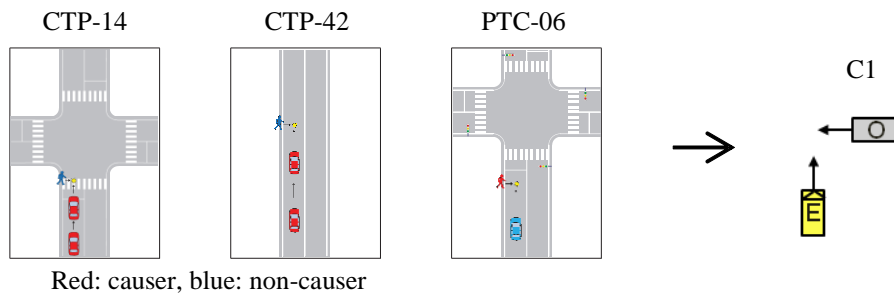 CTP-14 CTP-42 PTC-06
C1
O
E
Red: causer, blue: non-causer